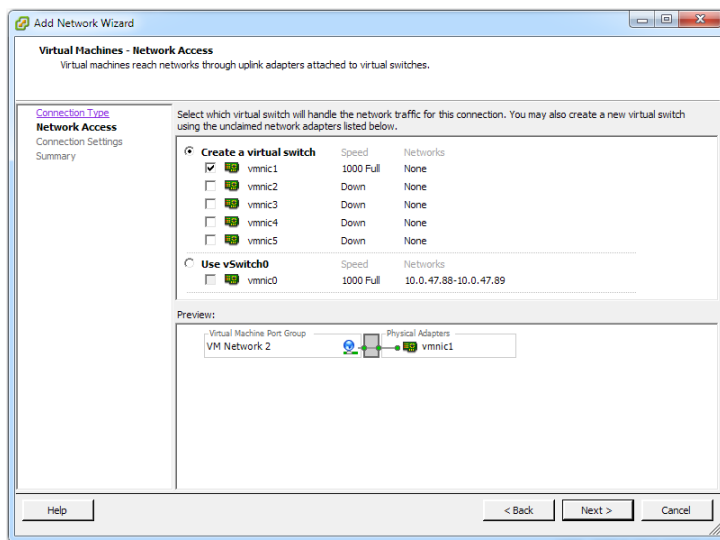 Add Network Wizard
Virtual Machines - Network Access
Virtual machines reach networks through uplink adapters attached to virtual switches.
Connection Type
Network Access
Connection Settings
Summary
Select which virtual switch will handle the network traffic for this connection. You may also create a new virtual switch
using the unclaimed network adapters listed below.
Create a virtual switch Speed Networks
vmnic1 1000 Full None
vmnic2 Down None
vmnic3 Down None
vmnic4 Down None
vmnic5 Down None
Use vSwitch0 Speed Networks
vmnic0 1000 Full 10.0.47.88-10.0.47.89
Preview:
Virtual Machine Port Group Physical Adapters
VM Network 2 vmnic1
Help < Back Next > Cancel